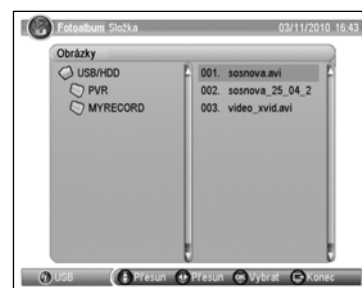 Fotoalbum Složka 03/11/2010 16:43
Obrázky
USB/HDD
PVR
MYRECORD
001. sosnova.avi
002. sosnova_25_04_2
003. video_xvid.avi
USB Přesun Přesun OK Vybrat Konec